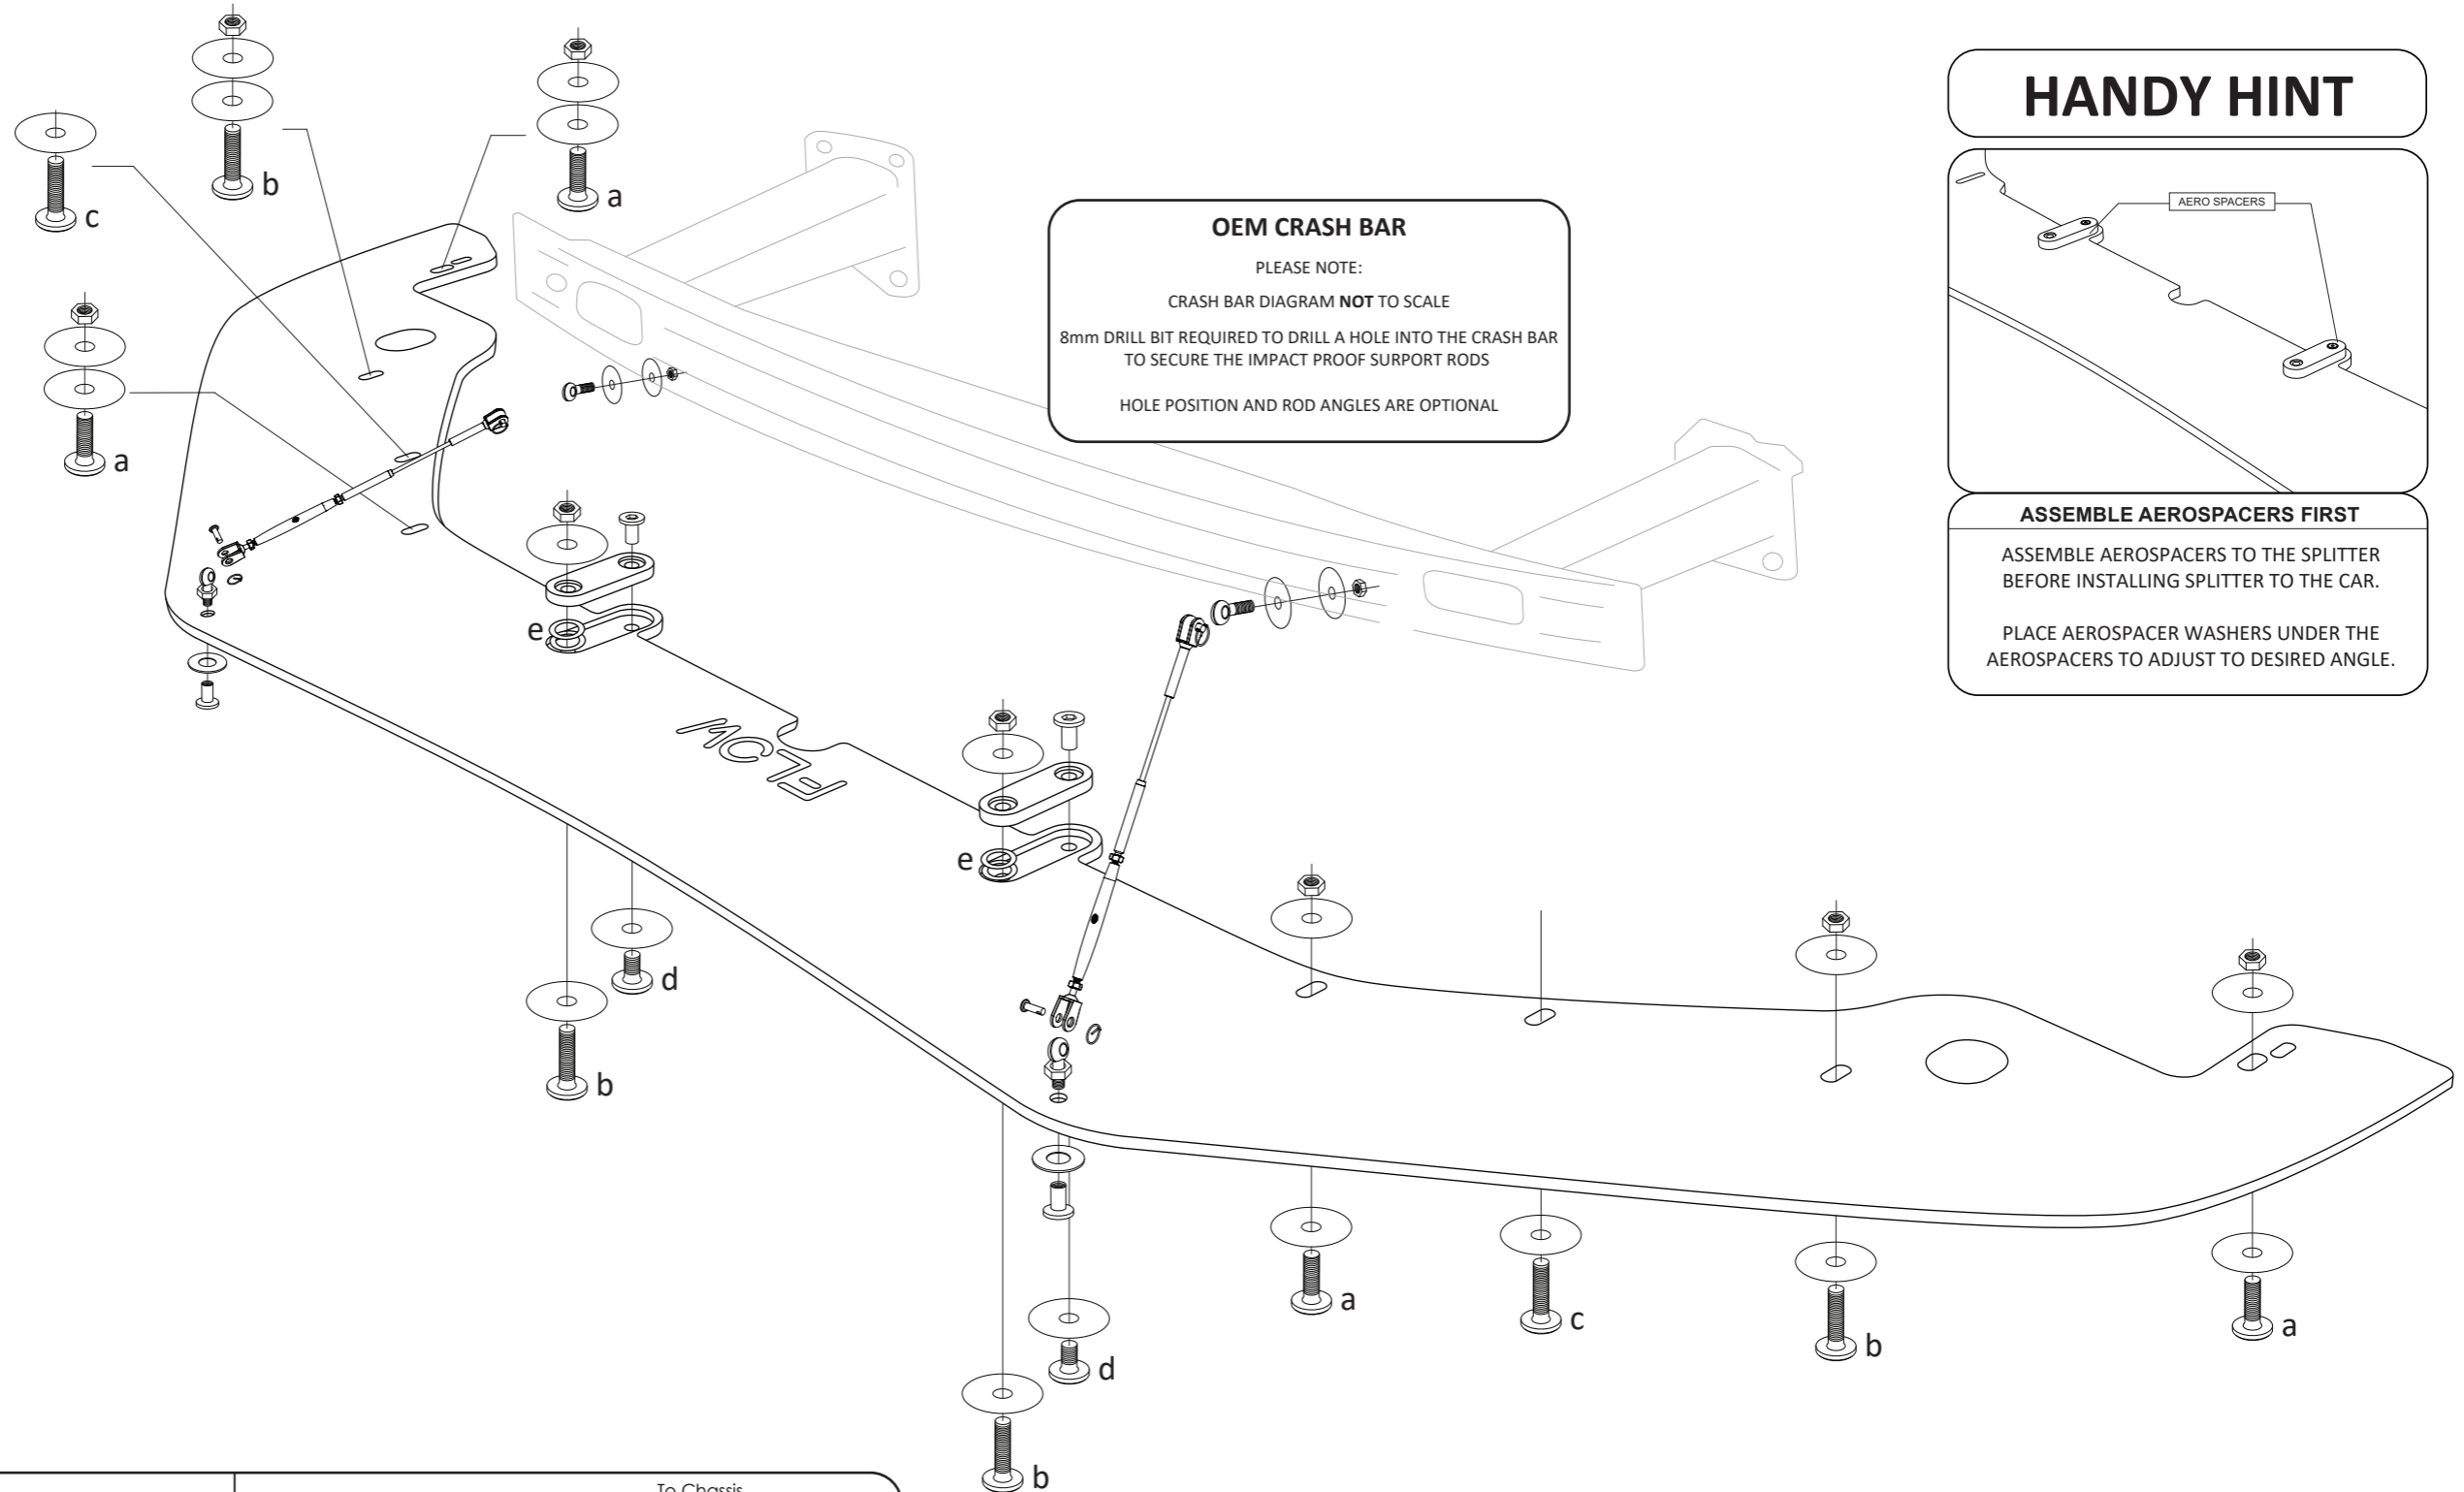 HANDY HINT
AERO SPACERS
ASSEMBLE AEROSPACERS FIRST
ASSEMBLE AEROSPACERS TO THE SPLITTER
BEFORE INSTALLING SPLITTER TO THE CAR.
PLACE AEROSPACER WASHERS UNDER THE
AEROSPACERS TO ADJUST TO DESIRED ANGLE.
OEM CRASH BAR
PLEASE NOTE:
CRASH BAR DIAGRAM NOT TO SCALE
8mm DRILL BIT REQUIRED TO DRILL A HOLE INTO THE CRASH BAR
TO SECURE THE IMPACT PROOF SURPORT RODS
HOLE POSITION AND ROD ANGLES ARE OPTIONAL
b
a
c
a
e
FLOW
e
d
b
a
c
b
a
d
b
To Chassis